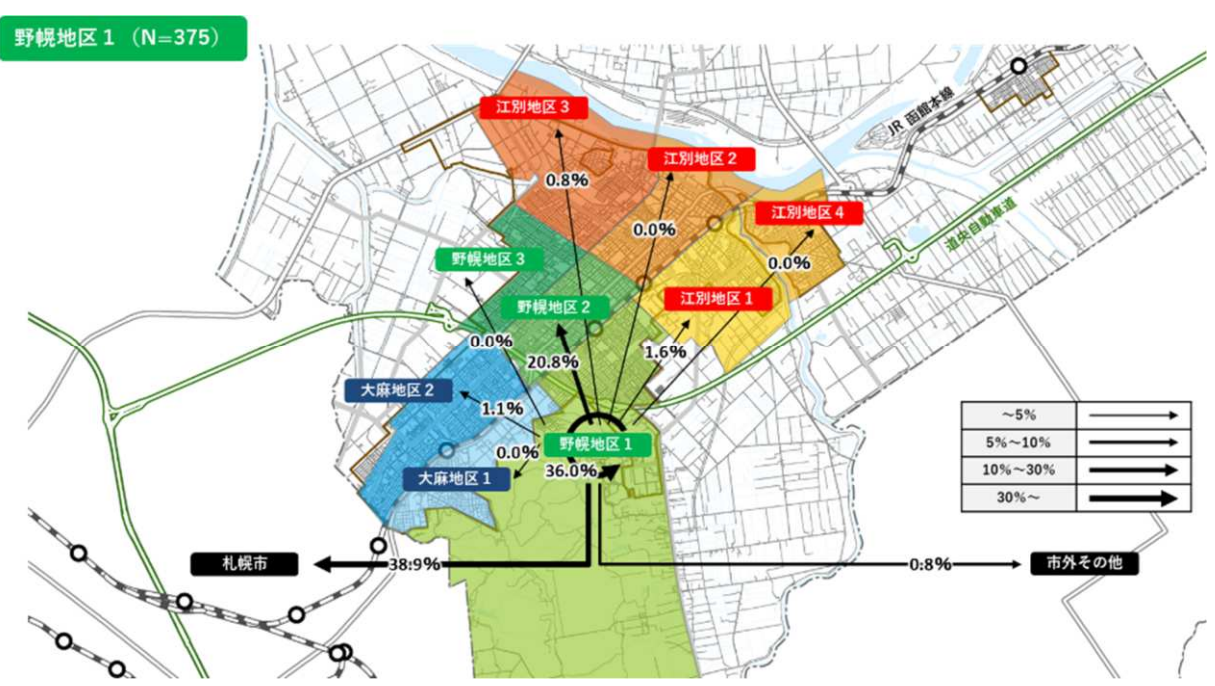 野幌地区１（N=375）
江別地区３
JR 函館本線
江別地区２
0.8%
江別地区４
0.0%
道央自動車道
野幌地区３
0.0%
江別地区１
野幌地区２
0.0%
1.6%
20.8%
大麻地区２
1.1%
～5%
野幌地区１
5%～10%
0.0%
36.0%
10%～30%
大麻地区１
30%～
札幌市
38.9%
0.8%
市外その他